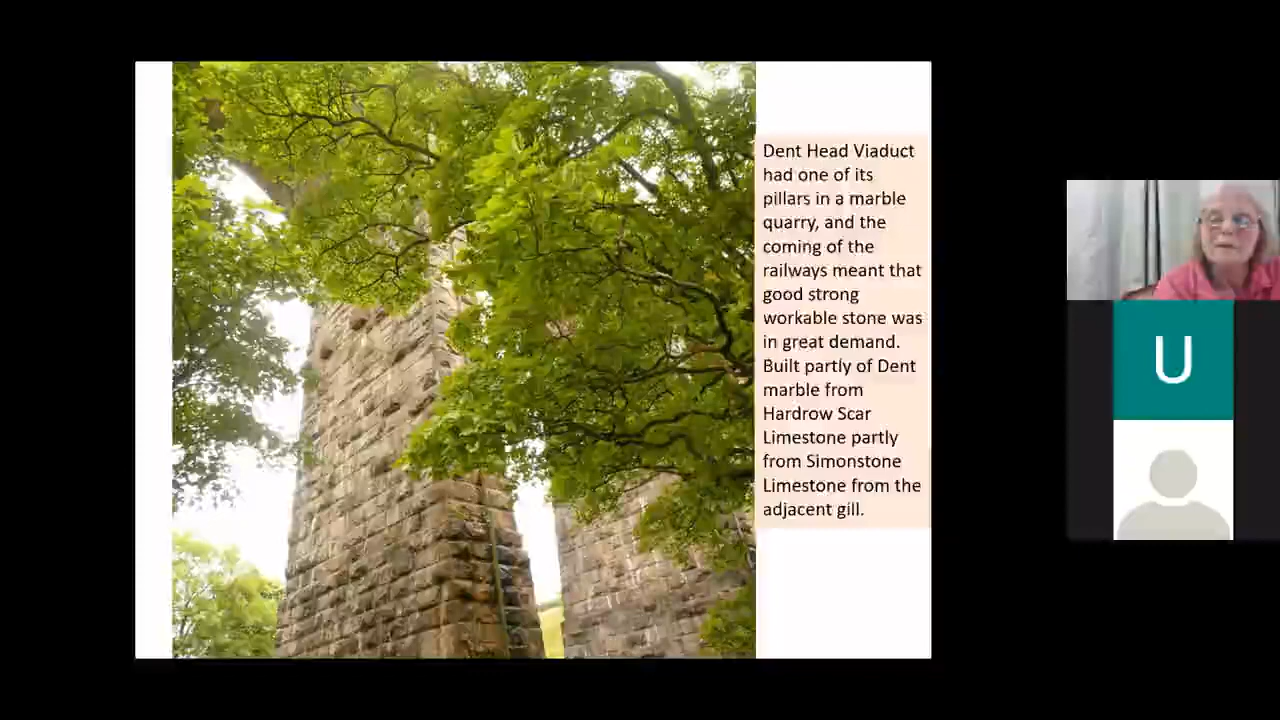 Dent Head Viaduct
had one of its
pillars in a marble
quarry, and the
coming of the
railways meant that
good strong
workable stone was
in great demand.
Built partly of Dent
marble from
Hardrow Scar
Limestone partly
from Simonstone
Limestone from the
adjacent gill.
U